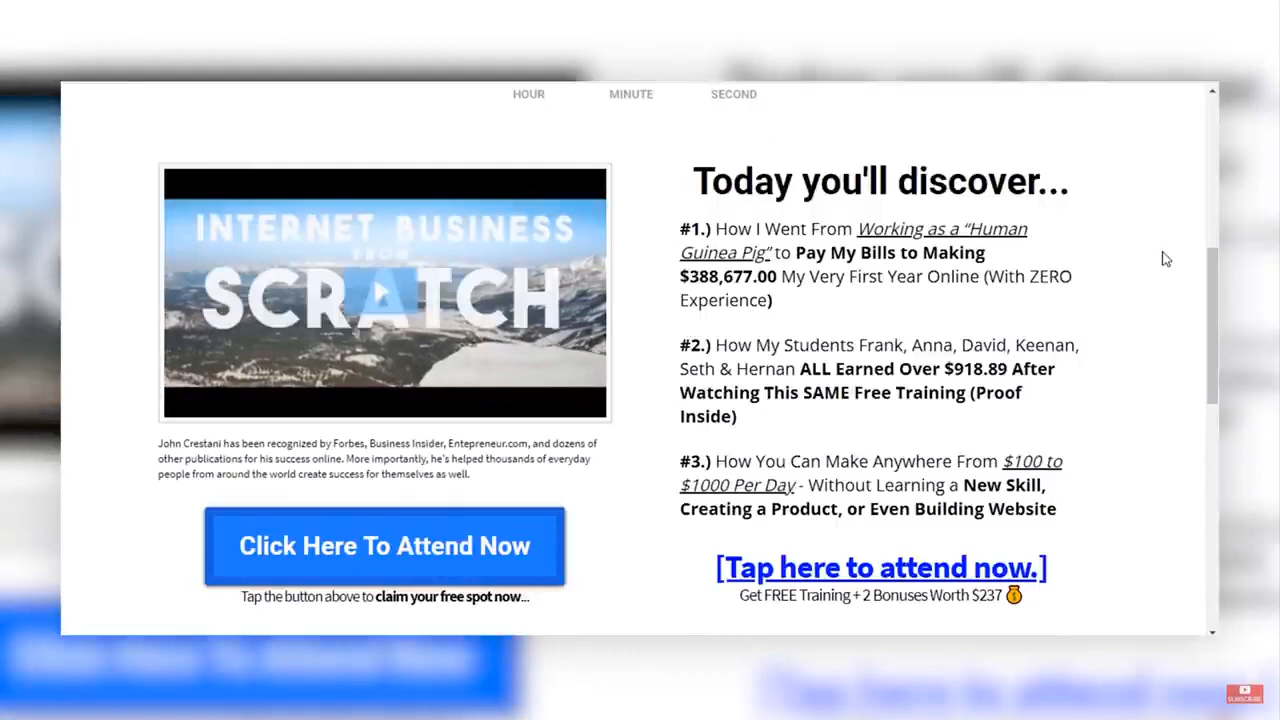 HOUR MINUTE SECOND
INTERNET BUSINESS
FROM
SCRATCH
John Crestani has been recognized by Forbes, Business Insider, Entepreneur.com, and dozens of
other publications for his success online. More importantly, he's helped thousands of everyday
people from around the world create success for themselves as well.
Click Here To Attend Now
Tap the button above to claim your free spot now...
Today you'll discover...
#1.) How I Went From Working as a “Human
Guinea Pig” to Pay My Bills to Making
$388,677.00 My Very First Year Online (With ZERO
Experience)
#2.) How My Students Frank, Anna, David, Keenan,
Seth & Hernan ALL Earned Over $918.89 After
Watching This SAME Free Training (Proof
Inside)
#3.) How You Can Make Anywhere From $100 to
$1000 Per Day - Without Learning a New Skill,
Creating a Product, or Even Building Website
[Tap here to attend now.]
Get FREE Training + 2 Bonuses Worth $237
SUBSCRIBE